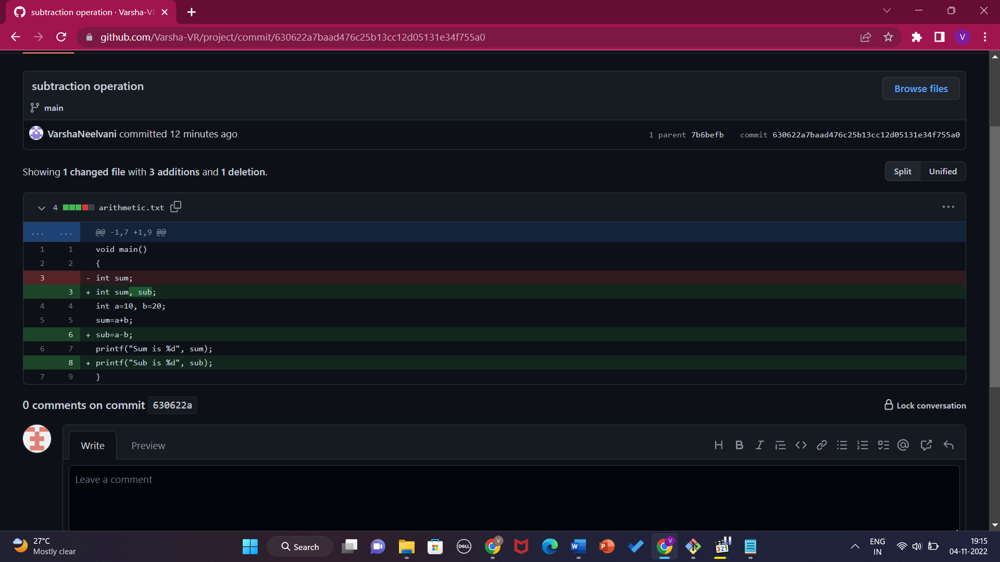 subtraction operation · Varsha-VR
github.com/Varsha-VR/project/commit/630622a7baad476c25b13cc12d05131e34f755a0
V
subtraction operation
Browse files
main
VarshaNeelvani committed 12 minutes ago
1 parent 7b6befb commit 630622a7baad476c25b13cc12d05131e34f755a0
Showing 1 changed file with 3 additions and 1 deletion.
Split Unified
4 arithmetic.txt
... ... @@ -1,7 +1,9 @@
1 1 void main()
2 2 {
3 - int sum;
3 + int sum, sub;
4 4 int a=10, b=20;
5 5 sum=a+b;
6 + sub=a-b;
6 7 printf("Sum is %d", sum);
8 + printf("Sub is %d", sub);
7 9 }
0 comments on commit 630622a
Lock conversation
Write Preview
Leave a comment
27°C
Mostly clear
Search
DELL
V
W
P
V
321
ENG
IN
19:15
04-11-2022